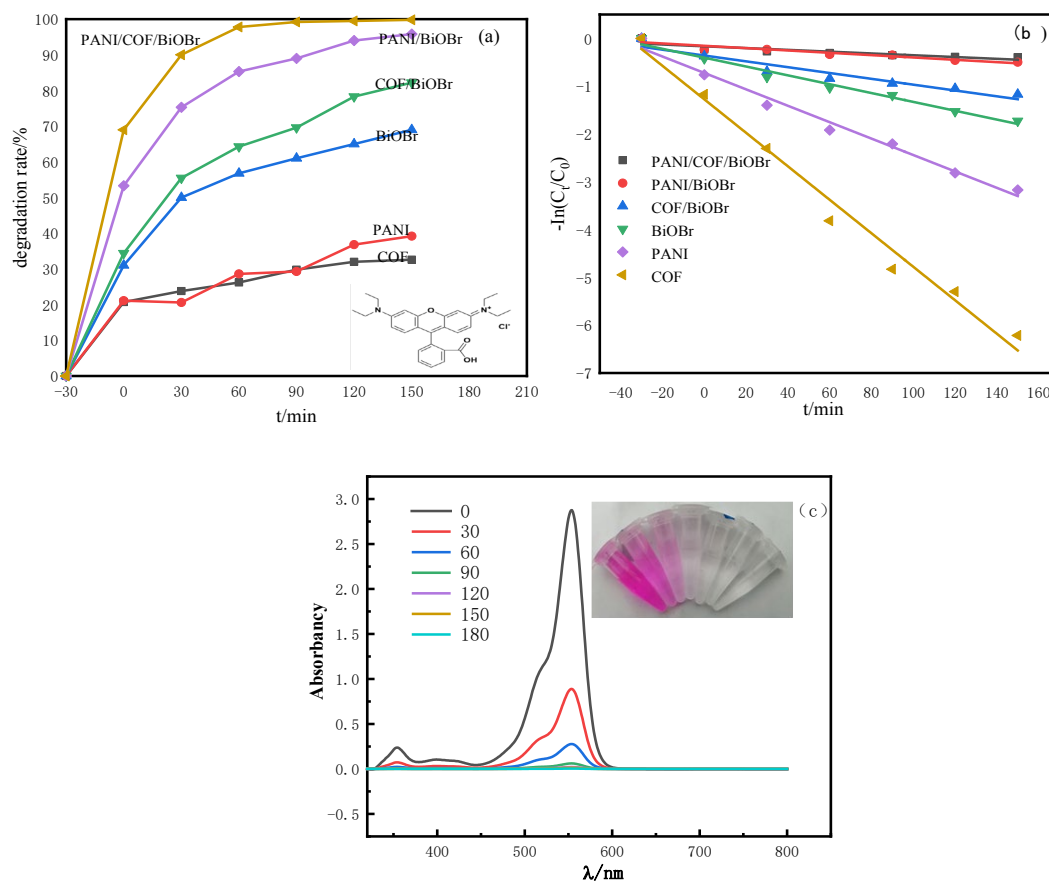 (a)
100
90
80
70
60
50
40
30
20
10
0
degradation rate/%
PANI/COF/BiOBr
PANI/BiOBr
COF/BiOBr
BiOBr
PANI
COF
N
O
N+
Cl-
O
OH
-30 0 30 60 90 120 150 180 210
t/min
(b)
-0
-1
-2
-3
-4
-5
-6
-7
-In(Ct/C0)
PANI/COF/BiOBr
PANI/BiOBr
COF/BiOBr
BiOBr
PANI
COF
-40 -20 0 20 40 60 80 100 120 140 160
t/min
(c)
3.0
2.5
2.0
1.5
1.0
0.5
0.0
-0.5
Absorbancy
0
30
60
90
120
150
180
400 500 600 700 800
λ/nm